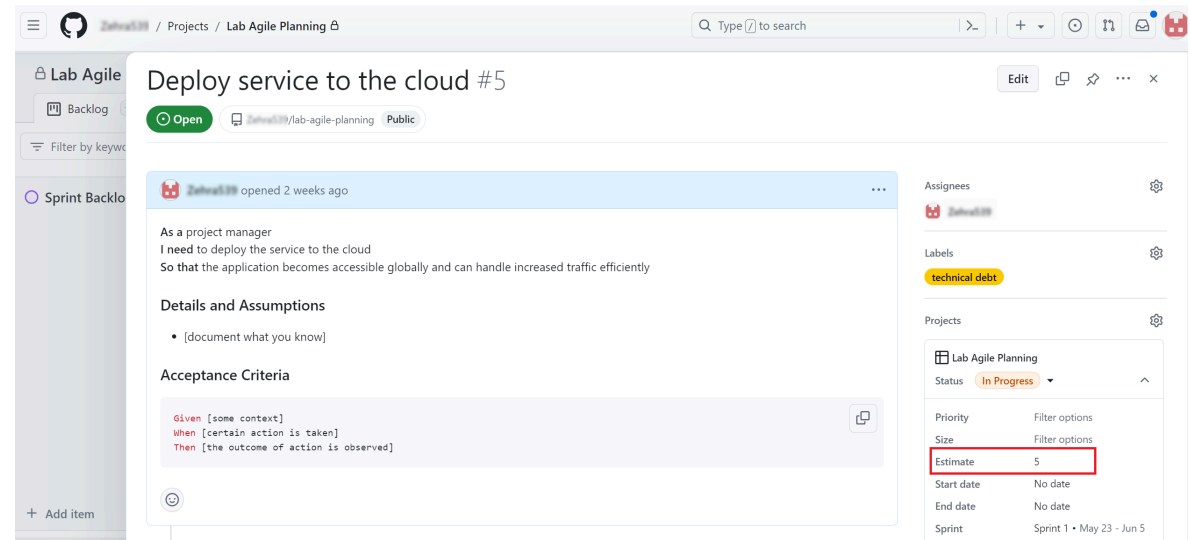 / Projects / Lab Agile Planning
Type / to search
Lab Agile
Backlog
Filter by keywo
Sprint Backlo
Add item
Deploy service to the cloud #5
Edit
Open
/lab-agile-planning Public
opened 2 weeks ago
As a project manager
I need to deploy the service to the cloud
So that the application becomes accessible globally and can handle increased traffic efficiently
Details and Assumptions
• [document what you know]
Acceptance Criteria
Given [some context]
When [certain action is taken]
Then [the outcome of action is observed]
Assignees
Labels
technical debt
Projects
Lab Agile Planning
Status In Progress
Priority Filter options
Size Filter options
Estimate 5
Start date No date
End date No date
Sprint Sprint 1 • May 23 - Jun 5